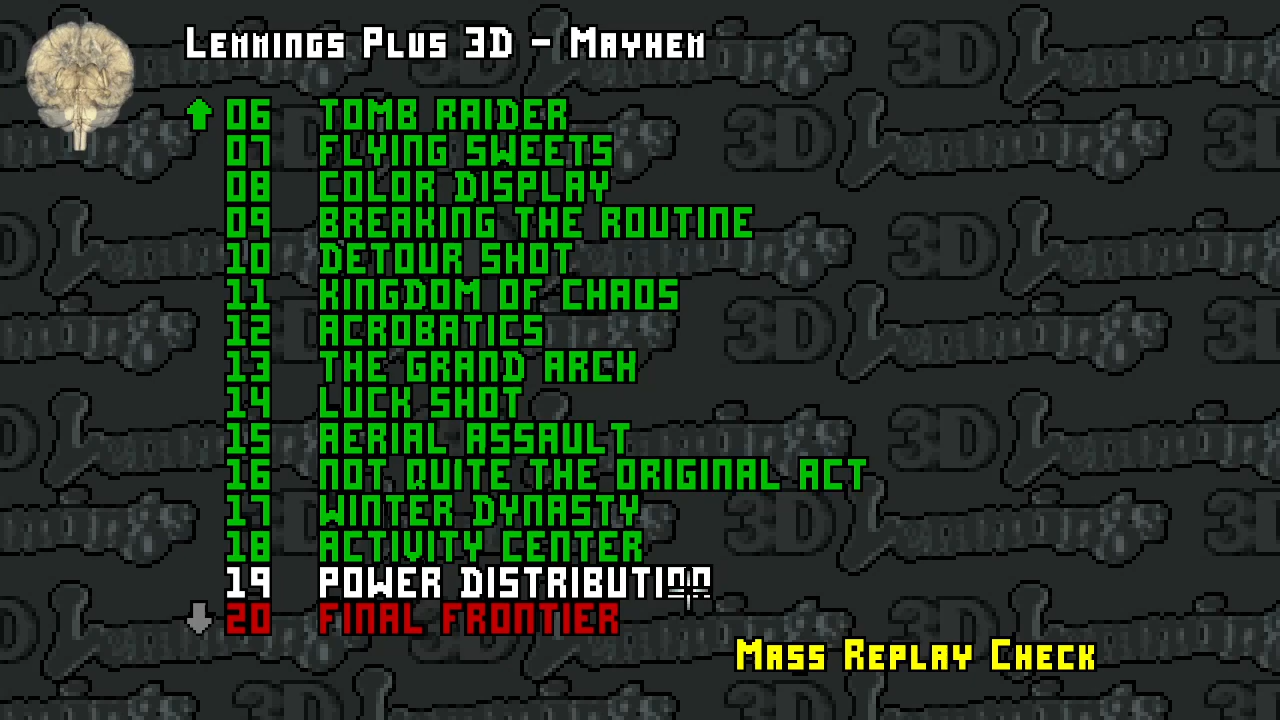 Lemmings Plus 3D - Mayhem
06 TOMB RAIDER
07 FLYING SWEETS
08 COLOR DISPLAY
09 BREAKING THE ROUTINE
10 DETOUR SHOT
11 KINGDOM OF CHAOS
12 ACROBATICS
13 THE GRAND ARCH
14 LUCK SHOT
15 AERIAL ASSAULT
16 NOT QUITE THE ORIGINAL ACT
17 WINTER DYNASTY
18 ACTIVITY CENTER
19 POWER DISTRIBUTION
20 FINAL FRONTIER
Mass Replay Check